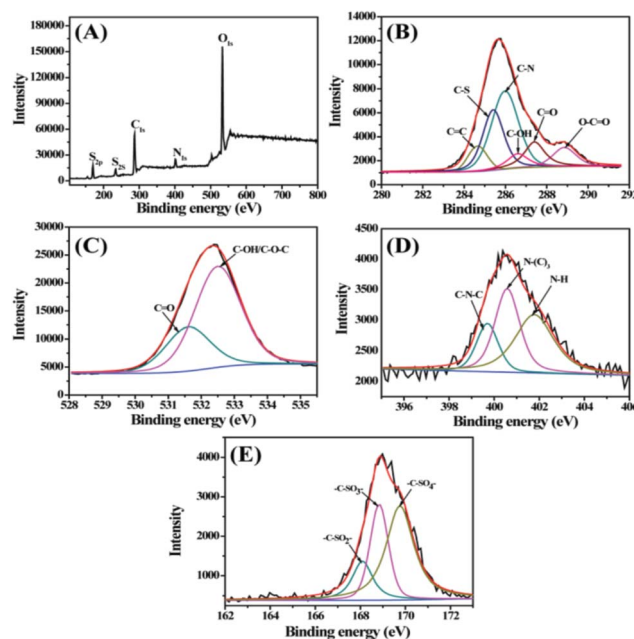 (A)
O1s
C1s
N1s
S2p
S2S
150000
120000
90000
60000
30000
0
100 200 300 400 500 600 700 800
Intensity
Binding energy (eV)
(B)
C-N
C-S
C=C
C-OH
C=O
O-C=O
14000
12000
10000
8000
6000
4000
2000
0
280 282 284 286 288 290 292
Intensity
Binding energy (eV)
(C)
C-OH/C-O-C
C=O
30000
25000
20000
15000
10000
5000
0
528 529 530 531 532 533 534 535
Intensity
Binding energy (eV)
(D)
N-(C)3
N-H
C-N-C
4500
4000
3500
3000
2500
2000
396 398 400 402 404 406
Intensity
Binding energy (eV)
(E)
-C-SO3-
-C-SO4-
-C-SO2-
4000
3000
2000
1000
162 164 166 168 170 172
Intensity
Binding energy (eV)